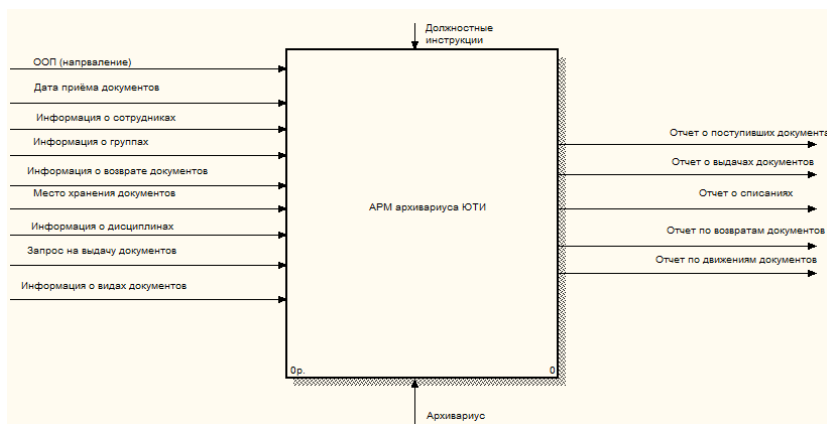 Должностные
инструкции
ООП (напрваление)
Дата приёма документов
Информация о сотрудниках
Информация о группах
Информация о возврате документов
Место хранения документов
Информация о дисциплинах
Запрос на выдачу документов
Информация о видах документов
АРМ архивариуса ЮТИ
Отчет о поступивших документа
Отчет о выдачах документов
Отчет о списаниях
Отчет по возвратам документов
Отчет по движениям документов
0р.
0
Архивариус